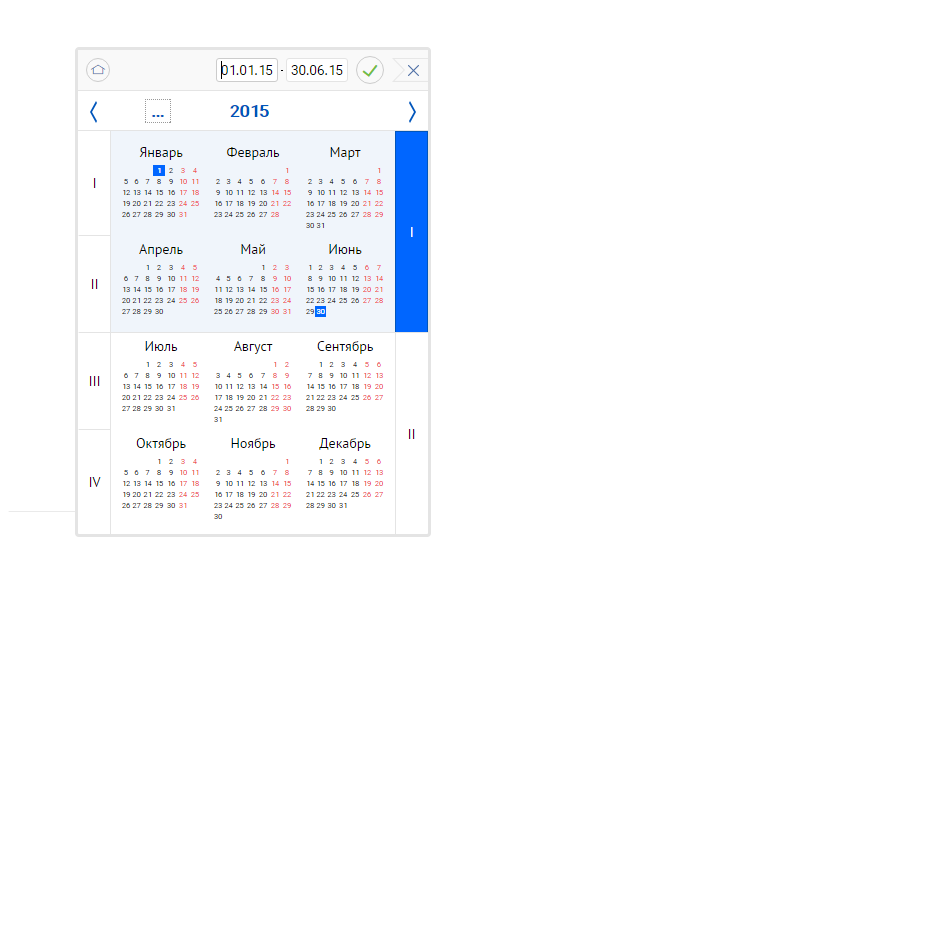 01.01.15 - 30.06.15
... 2015
Январь Февраль Март
1 2 3 4 1 1
5 6 7 8 9 10 11 2 3 4 5 6 7 8 2 3 4 5 6 7 8
I 12 13 14 15 16 17 18 9 10 11 12 13 14 15 9 10 11 12 13 14 15
19 20 21 22 23 24 25 16 17 18 19 20 21 22 16 17 18 19 20 21 22
26 27 28 29 30 31 23 24 25 26 27 28 23 24 25 26 27 28 29
30 31
I
Апрель Май Июнь
1 2 3 4 5 1 2 3 1 2 3 4 5 6 7
6 7 8 9 10 11 12 4 5 6 7 8 9 10 8 9 10 11 12 13 14
II 13 14 15 16 17 18 19 11 12 13 14 15 16 17 15 16 17 18 19 20 21
20 21 22 23 24 25 26 18 19 20 21 22 23 24 22 23 24 25 26 27 28
27 28 29 30 25 26 27 28 29 30 31 29 30
Июль Август Сентябрь
1 2 3 4 5 1 2 1 2 3 4 5 6
6 7 8 9 10 11 12 3 4 5 6 7 8 9 7 8 9 10 11 12 13
III 13 14 15 16 17 18 19 10 11 12 13 14 15 16 14 15 16 17 18 19 20
20 21 22 23 24 25 26 17 18 19 20 21 22 23 21 22 23 24 25 26 27
27 28 29 30 31 24 25 26 27 28 29 30 28 29 30
31
II
Октябрь Ноябрь Декабрь
1 2 3 4 1 1 2 3 4 5 6
5 6 7 8 9 10 11 2 3 4 5 6 7 8 7 8 9 10 11 12 13
IV 12 13 14 15 16 17 18 9 10 11 12 13 14 15 14 15 16 17 18 19 20
19 20 21 22 23 24 25 16 17 18 19 20 21 22 21 22 23 24 25 26 27
26 27 28 29 30 31 23 24 25 26 27 28 29 28 29 30 31
30